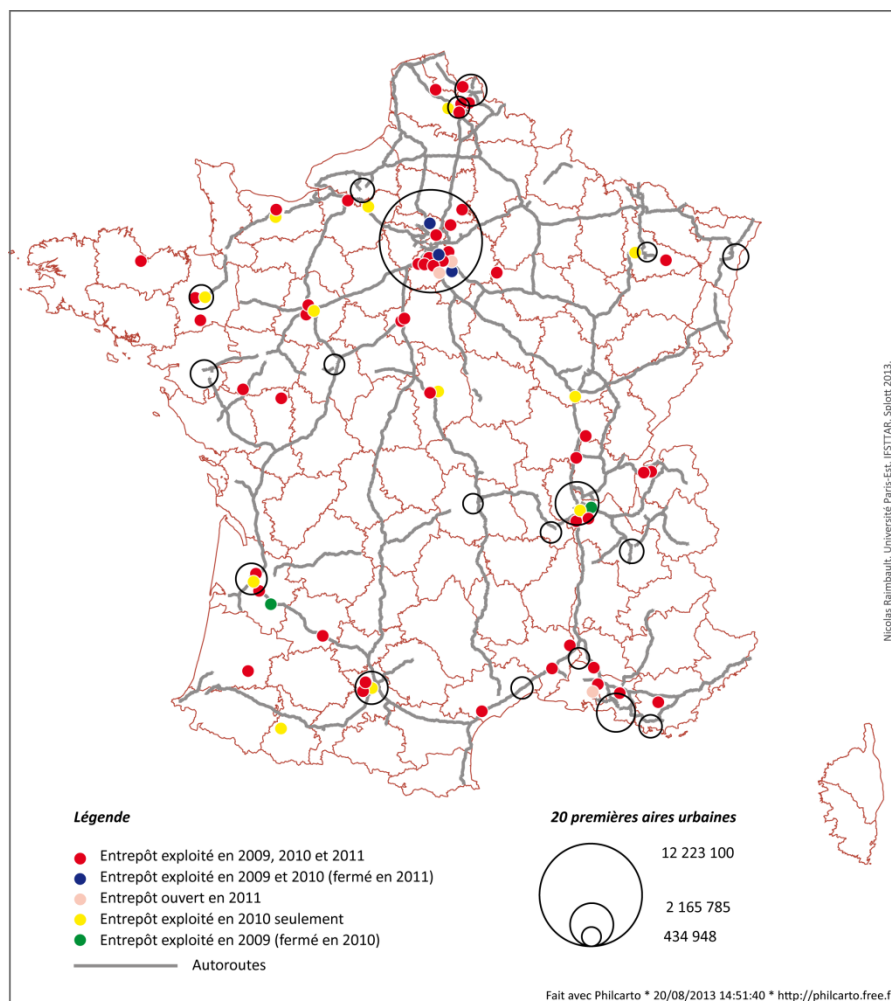 Légende
Entrepôt exploité en 2009, 2010 et 2011
Entrepôt exploité en 2009 et 2010 (fermé en 2011)
Entrepôt ouvert en 2011
Entrepôt exploité en 2010 seulement
Entrepôt exploité en 2009 (fermé en 2010)
Autoroutes
20 premières aires urbaines
12 223 100
2 165 785
434 948
Nicolas Raimbault, Université Paris-Est, IFSTTAR, Splott 2013.
Fait avec Philcarto * 20/08/2013 14:51:40 * http://philcarto.free.f